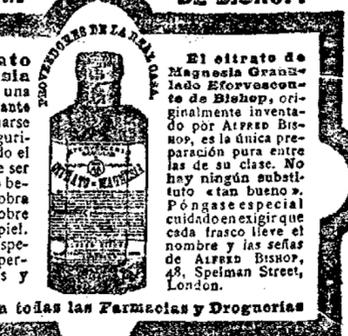 DE BISHOP
PROVEEDORES DE LA REAL CASA
ato
sia
una
ante
arse
guri-
do el
e ser
o be-
obra
obre
piel.
spe-
per-
s y
CITRATO DE MAGNESIA
El citrato de
Magnesia Granu-
lado Efervescen-
te de Bishop, ori-
ginalmente inventa-
do pór ALFRED BIS-
HOP, es la única pre-
paración pura entre
las de su clase. No
hay ningún substi-
tuto «tan bueno».
Póngase especial
cuidado en exigir que
cada frasco lleve el
nombre y las señas
de ALFRED BISHOP,
48, Spelman Street,
London.
n todas las Farmacias y Droguerías